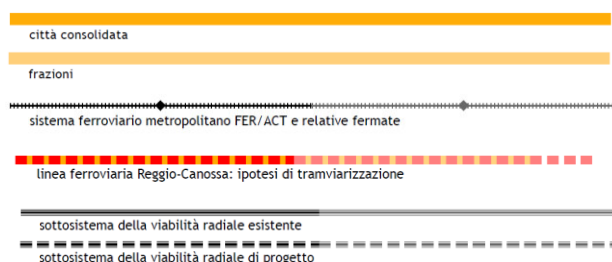 città consolidata
frazioni
sistema ferroviario metropolitano FER/ACT e relative fermate
linea ferroviaria Reggio-Canossa: ipotesi di tramviarizzazione
sottosistema della viabilità radiale esistente
sottosistema della viabilità radiale di progetto